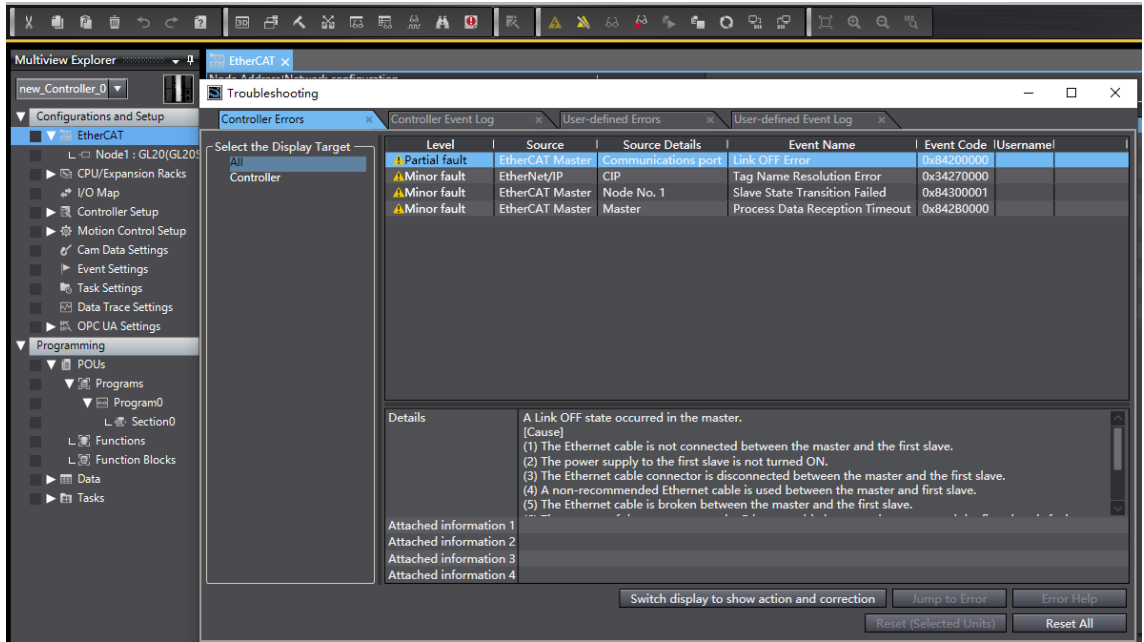 Multiview Explorer
EtherCAT
new_Controller_0
Configurations and Setup
EtherCAT
Node1 : GL20(GL20
CPU/Expansion Racks
I/O Map
Controller Setup
Motion Control Setup
Cam Data Settings
Event Settings
Task Settings
Data Trace Settings
OPC UA Settings
Programming
POUs
Programs
Program0
Section0
Functions
Function Blocks
Data
Tasks
Node Address\Network configuration
Troubleshooting
Controller Errors
Controller Event Log
User-defined Errors
User-defined Event Log
Select the Display Target
All
Controller
Level Source Source Details Event Name Event Code Username
Partial fault EtherCAT Master Communications port Link OFF Error 0x84200000
Minor fault EtherNet/IP CIP Tag Name Resolution Error 0x34270000
Minor fault EtherCAT Master Node No. 1 Slave State Transition Failed 0x84300001
Minor fault EtherCAT Master Master Process Data Reception Timeout 0x842B0000
Details
A Link OFF state occurred in the master.
[Cause]
(1) The Ethernet cable is not connected between the master and the first slave.
(2) The power supply to the first slave is not turned ON.
(3) The Ethernet cable connector is disconnected between the master and the first slave.
(4) A non-recommended Ethernet cable is used between the master and first slave.
(5) The Ethernet cable is broken between the master and the first slave.
Attached information 1
Attached information 2
Attached information 3
Attached information 4
Switch display to show action and correction
Jump to Error
Error Help
Reset (Selected Units)
Reset All